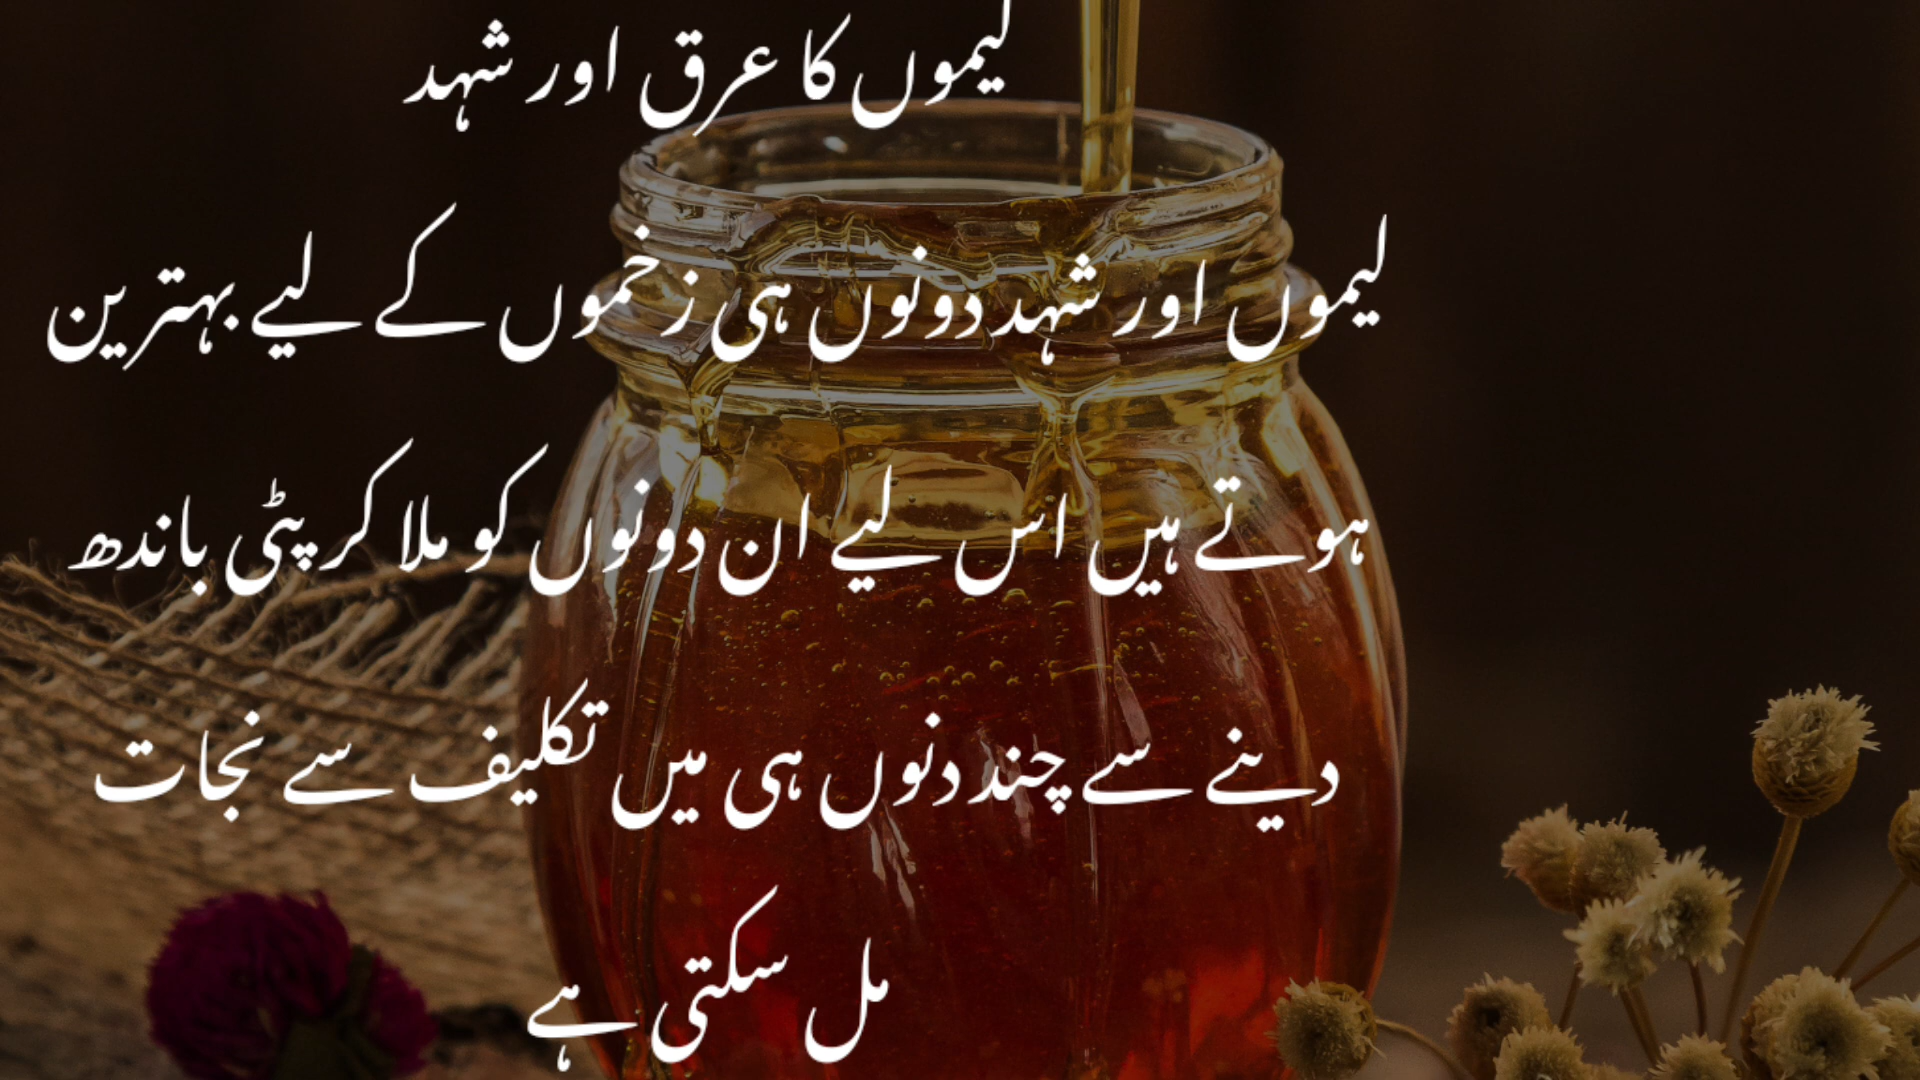 لیموں کا عرق اور شہد
لیموں اور شہد دونوں ہی زخموں کے لیے بہترین
ہوتے ہیں اس لیے ان دونوں کو ملا کر پٹی باندھ
دینے سے چند دنوں ہی میں تکلیف سے نجات
مل سکتی ہے